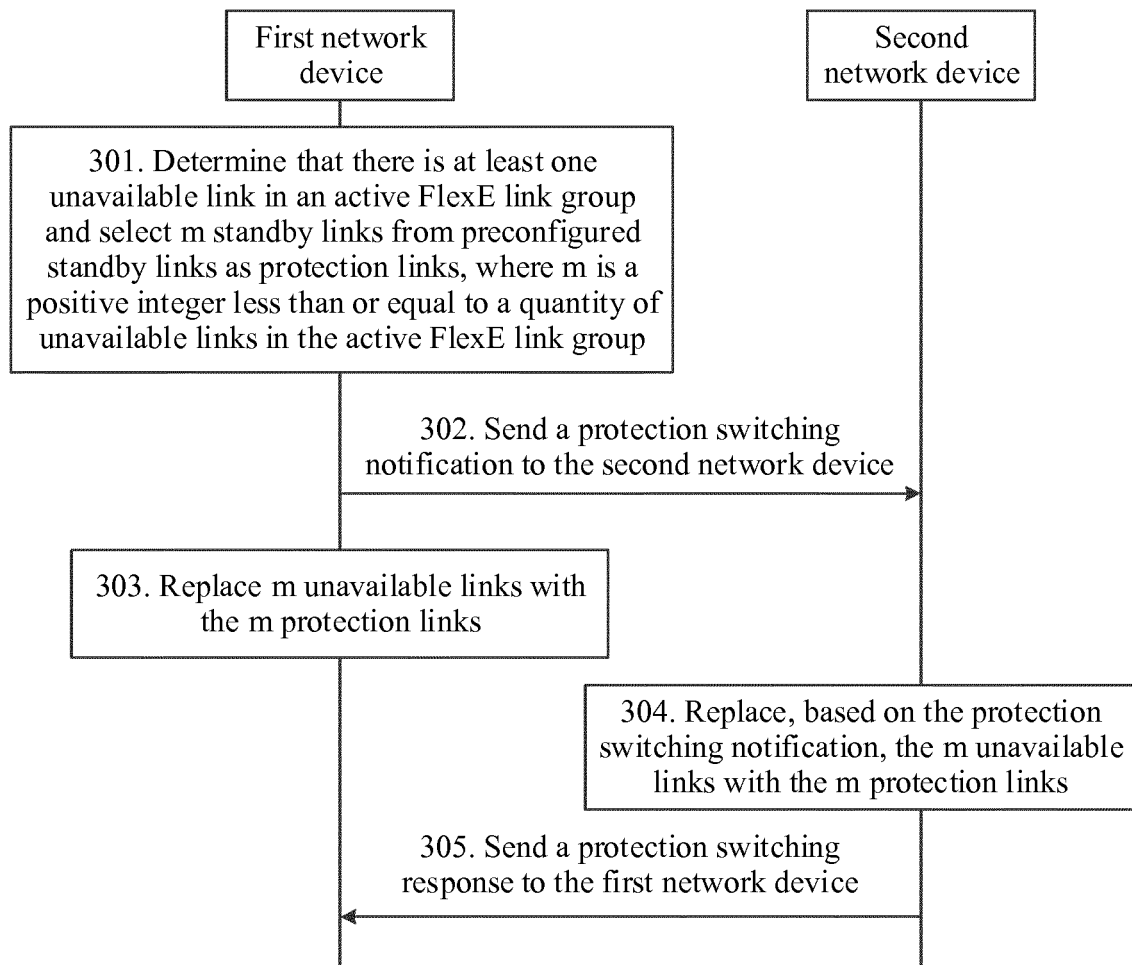 First network
device
Second
network device
301. Determine that there is at least one
unavailable link in an active FlexE link group
and select m standby links from preconfigured
standby links as protection links, where m is a
positive integer less than or equal to a quantity of
unavailable links in the active FlexE link group
302. Send a protection switching
notification to the second network device
303. Replace m unavailable links with
the m protection links
304. Replace, based on the protection
switching notification, the m unavailable
links with the m protection links
305. Send a protection switching
response to the first network device